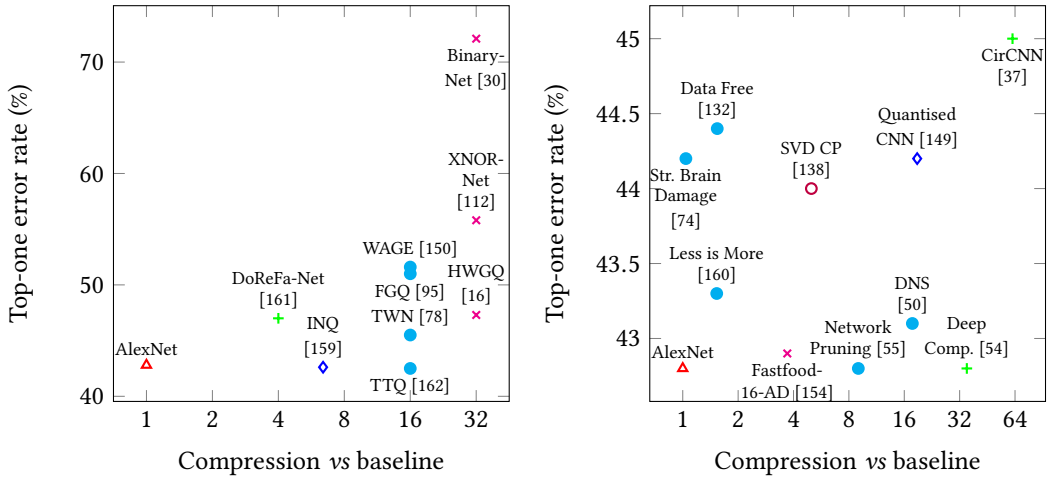 Top-one error rate (%)
70
60
50
40
Binary-
Net [30]
XNOR-
Net
[112]
WAGE [150]
HWGQ
[16]
DoReFa-Net
[161]
FGQ [95]
TWN [78]
INQ
[159]
AlexNet
TTQ [162]
1 2 4 8 16 32
Compression vs baseline
Top-one error rate (%)
45
44.5
44
43.5
43
CirCNN
[37]
Data Free
[132]
Quantised
CNN [149]
SVD CP
[138]
Str. Brain
Damage
[74]
Less is More
[160]
DNS
[50]
Network
Pruning [55]
Deep
Comp. [54]
AlexNet
Fastfood-
16-AD [154]
1 2 4 8 16 32 64
Compression vs baseline